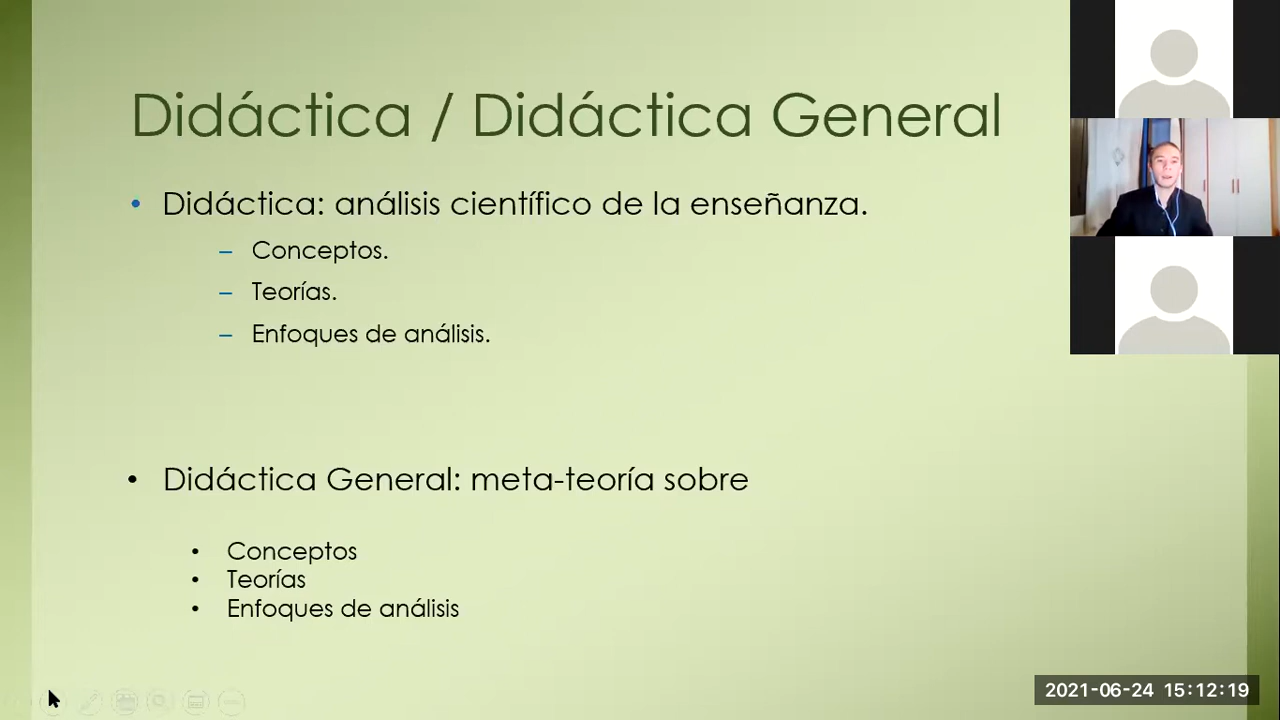 Didáctica / Didáctica General
• Didáctica: análisis científico de la enseñanza.
– Conceptos.
– Teorías.
– Enfoques de análisis.
• Didáctica General: meta-teoría sobre
• Conceptos
• Teorías
• Enfoques de análisis
2021-06-24 15:12:19